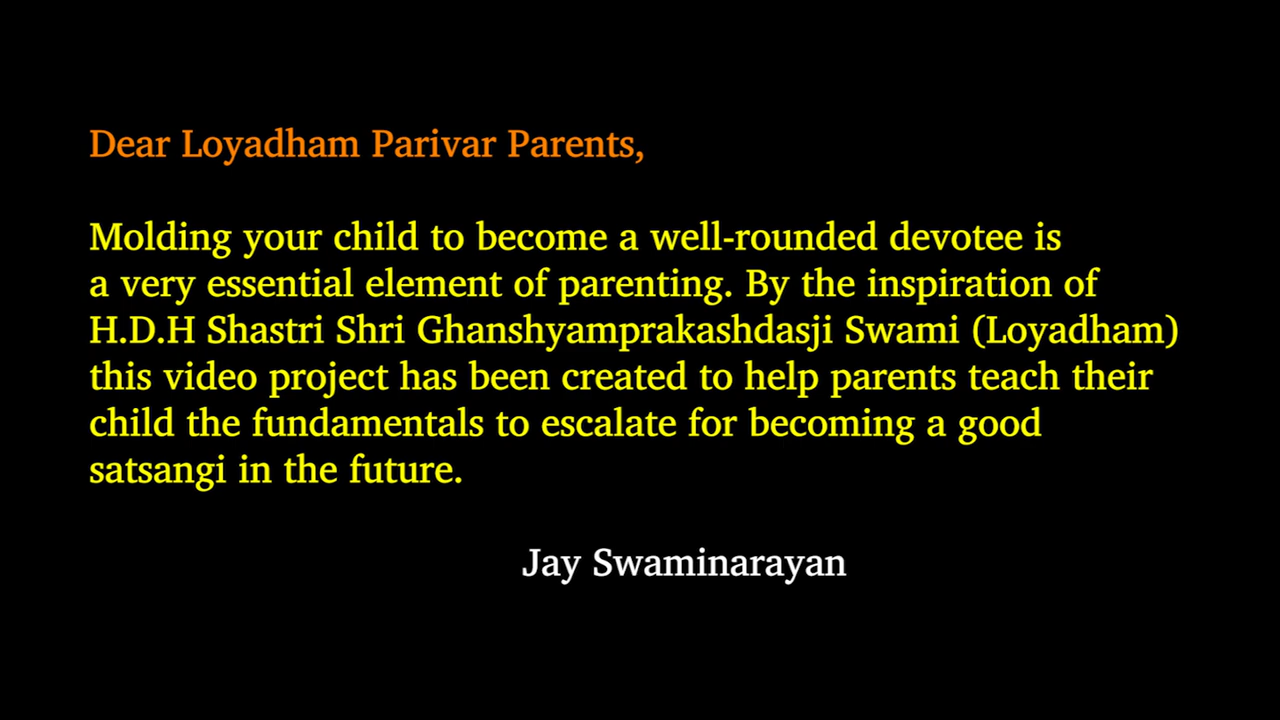 Dear Loyadham Parivar Parents,
Molding your child to become a well-rounded devotee is
a very essential element of parenting. By the inspiration of
H.D.H Shastri Shri Ghanshyamprakashdasji Swami (Loyadham)
this video project has been created to help parents teach their
child the fundamentals to escalate for becoming a good
satsangi in the future.
Jay Swaminarayan